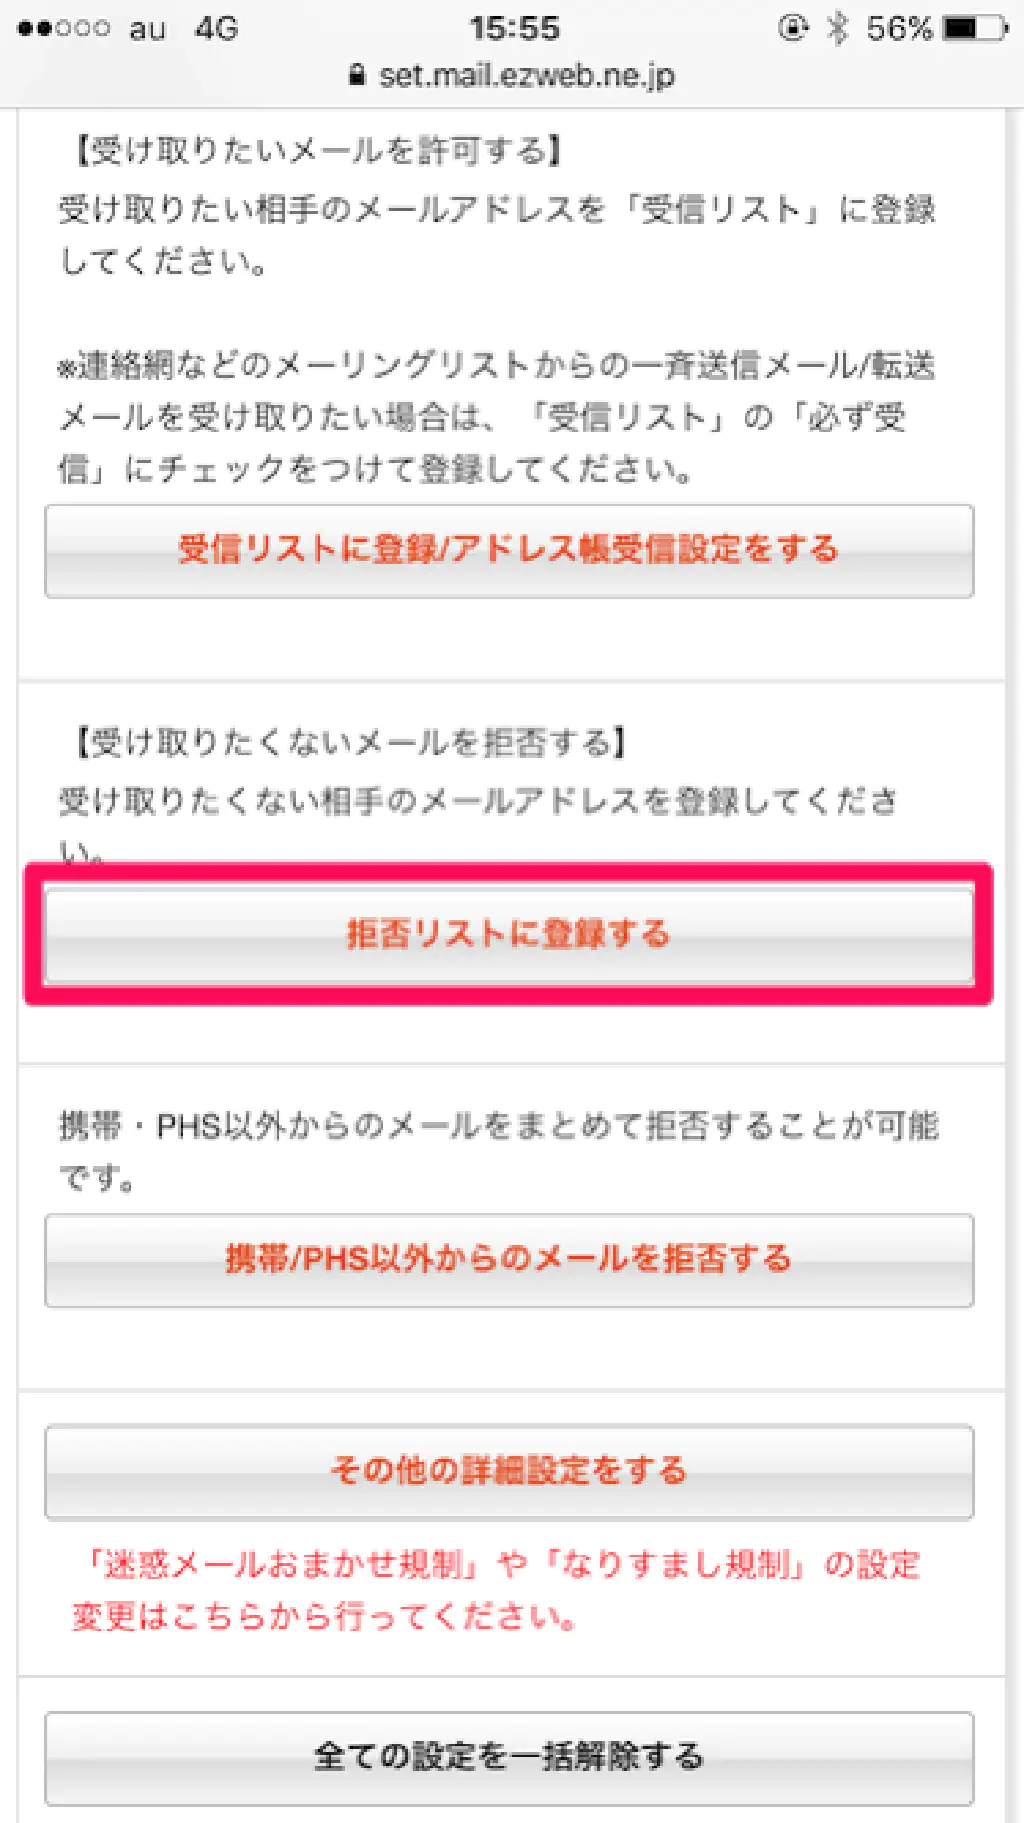 au 4G 15:55 56%
set.mail.ezweb.ne.jp
【受け取りたいメールを許可する】
受け取りたい相手のメールアドレスを「受信リスト」に登録
してください。
※連絡網などのメーリングリストからの一斉送信メール/転送
メールを受け取りたい場合は、「受信リスト」の「必ず受
信」にチェックをつけて登録してください。
受信リストに登録/アドレス帳受信設定をする
【受け取りたくないメールを拒否する】
受け取りたくない相手のメールアドレスを登録してくださ
い。
拒否リストに登録する
携帯・PHS以外からのメールをまとめて拒否することが可能
です。
携帯/PHS以外からのメールを拒否する
その他の詳細設定をする
「迷惑メールおまかせ規制」や「なりすまし規制」の設定
変更はこちらから行ってください。
全ての設定を一括解除する